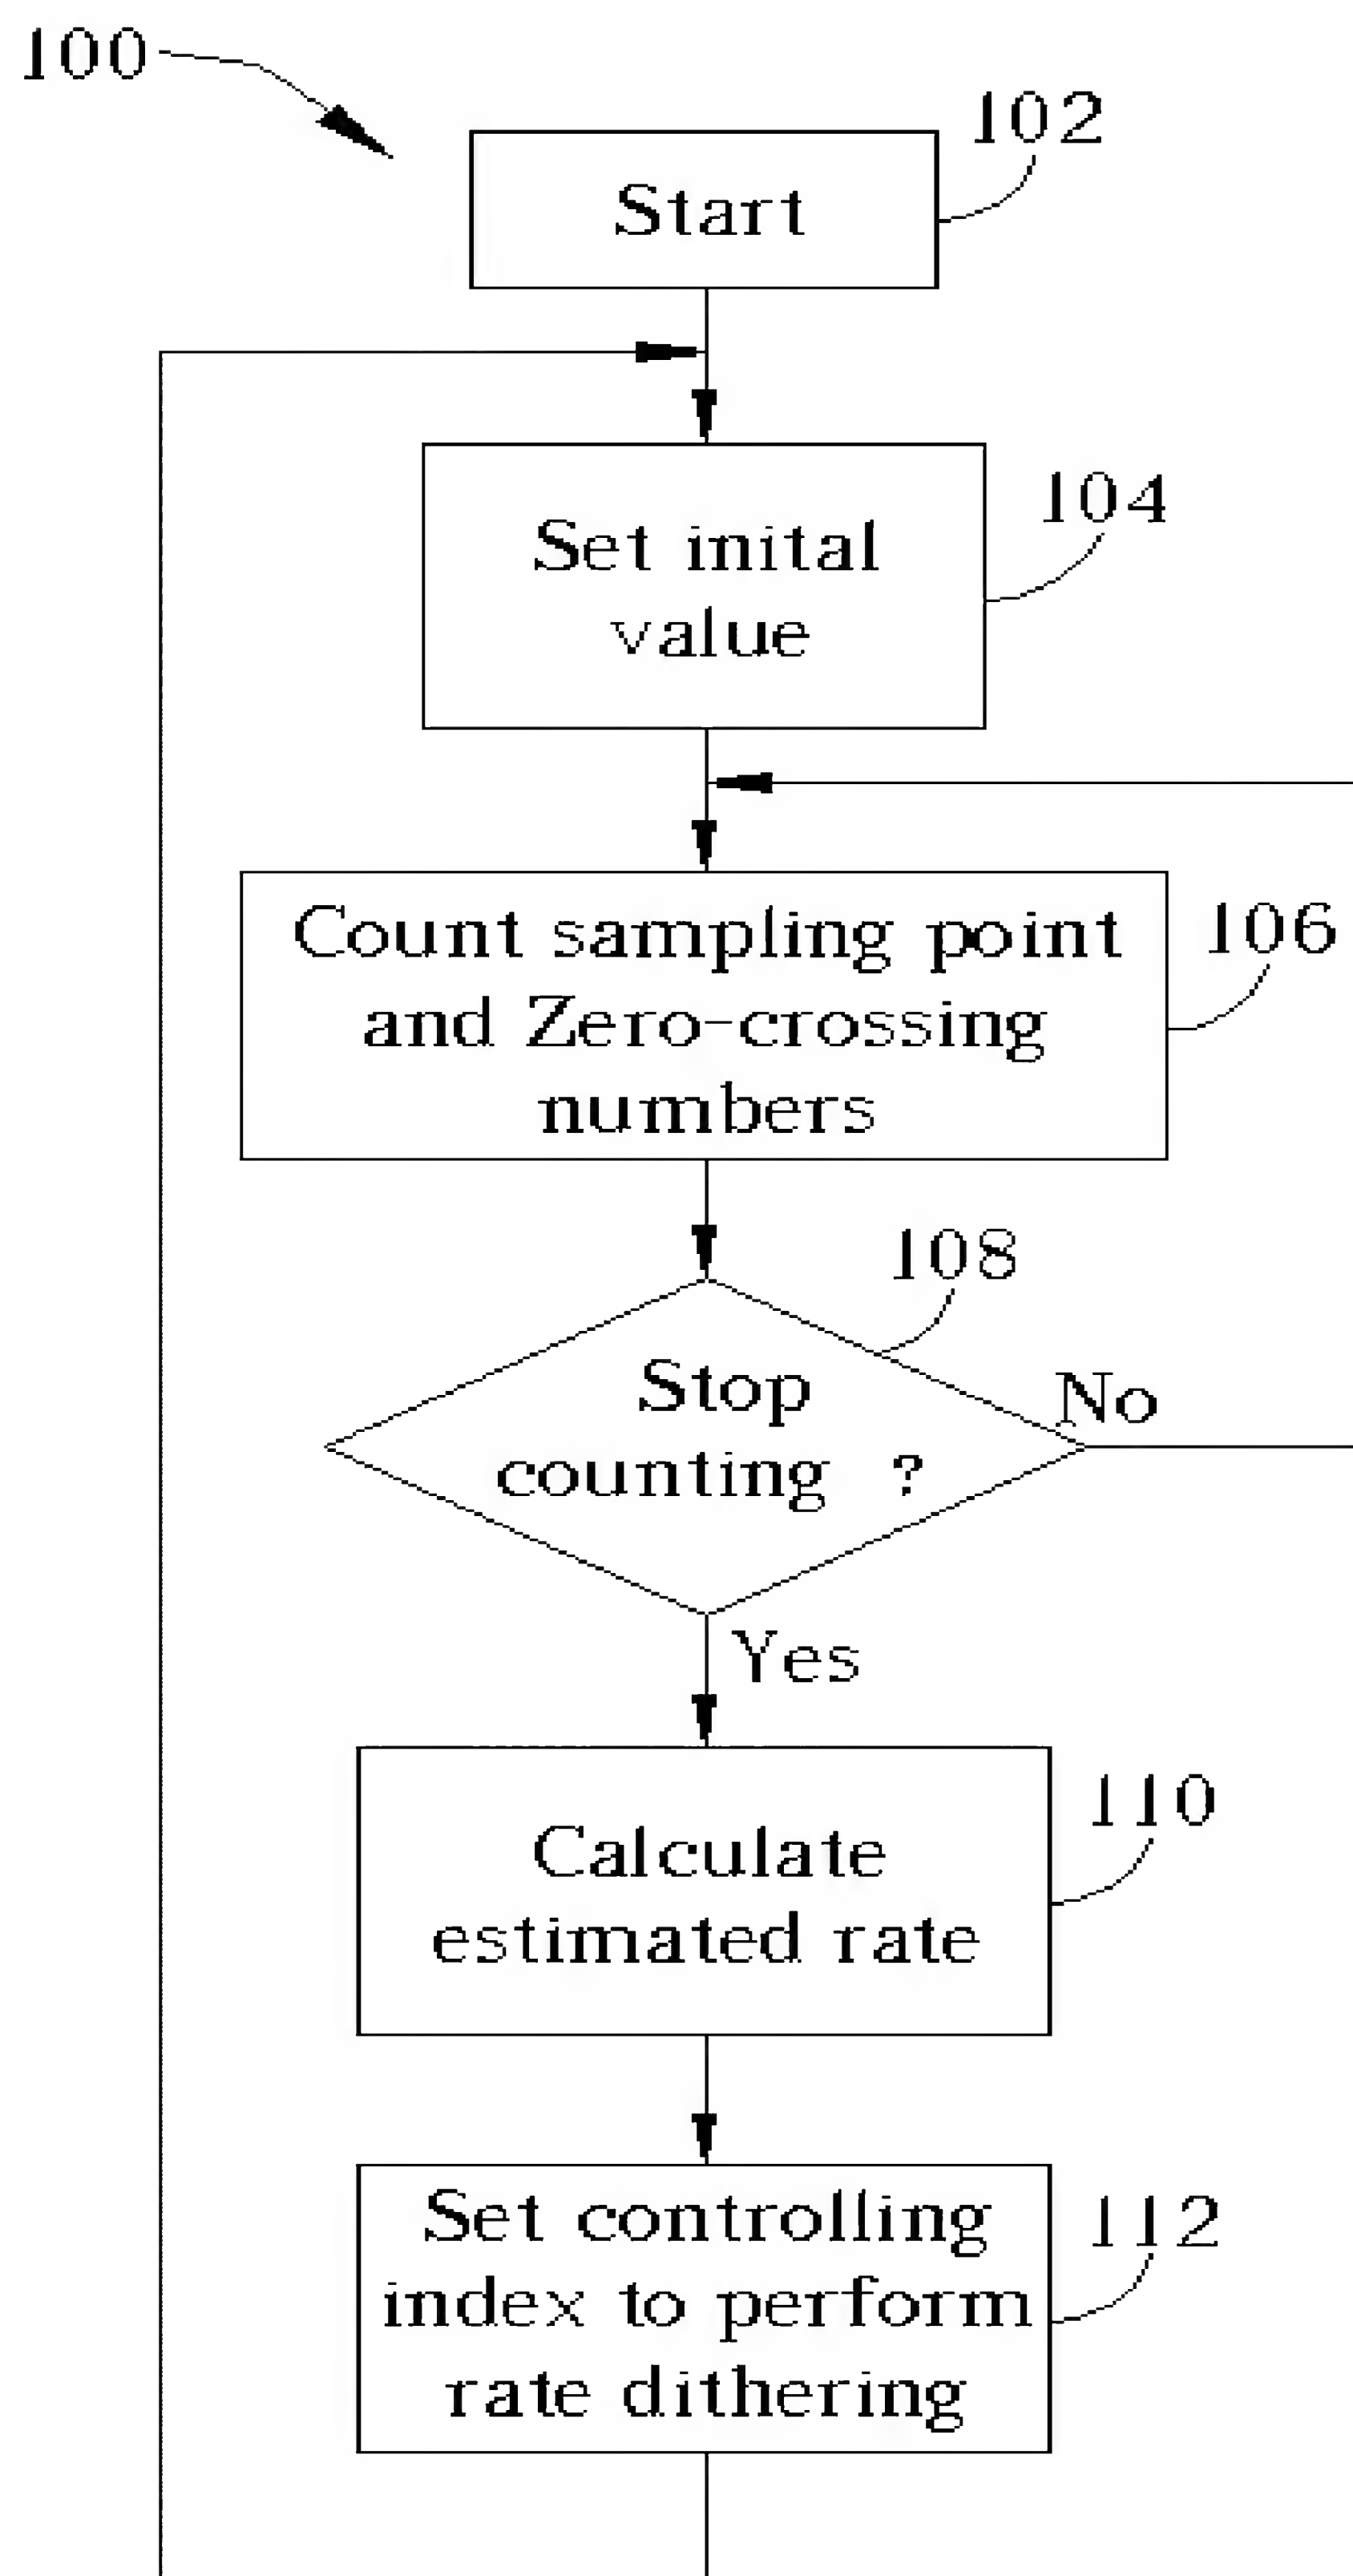 100
102
Start
104
Set inital
value
106
Count sampling point
and Zero-crossing
numbers
108
Stop
counting ?
No
Yes
110
Calculate
estimated rate
112
Set controlling
index to perform
rate dithering